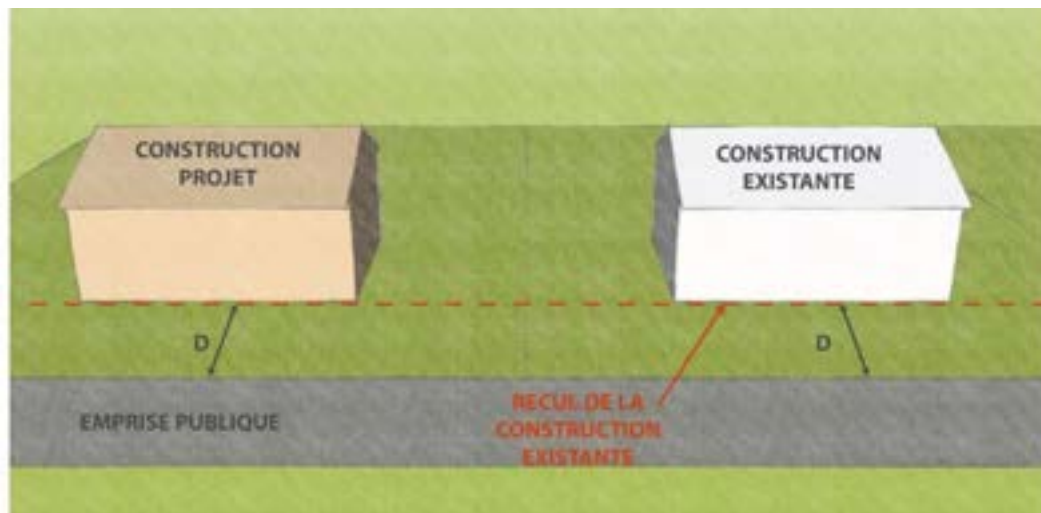 CONSTRUCTION
PROJET
CONSTRUCTION
EXISTANTE
D
D
EMPRISE PUBLIQUE
RECUL DE LA
CONSTRUCTION
EXISTANTE